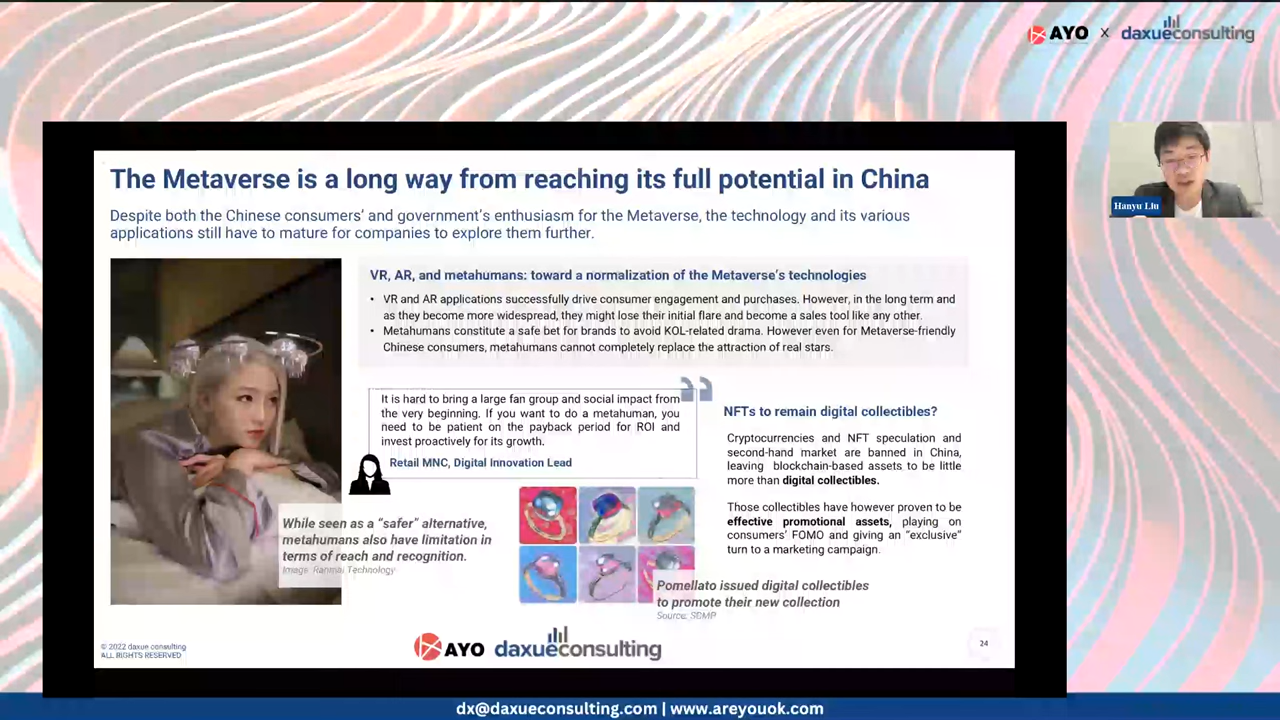 AYO x daxueconsulting
Hanyu Liu
The Metaverse is a long way from reaching its full potential in China
Despite both the Chinese consumers' and government's enthusiasm for the Metaverse, the technology and its various
applications still have to mature for companies to explore them further.
VR, AR, and metahumans: toward a normalization of the Metaverse's technologies
• VR and AR applications successfully drive consumer engagement and purchases. However, in the long term and
as they become more widespread, they might lose their initial flare and become a sales tool like any other.
• Metahumans constitute a safe bet for brands to avoid KOL-related drama. However even for Metaverse-friendly
Chinese consumers, metahumans cannot completely replace the attraction of real stars.
It is hard to bring a large fan group and social impact from
the very beginning. If you want to do a metahuman, you
need to be patient on the payback period for ROI and
invest proactively for its growth.
Retail MNC, Digital Innovation Lead
While seen as a “safer” alternative,
metahumans also have limitation in
terms of reach and recognition.
Image: Ranmai Technology
NFTs to remain digital collectibles?
Cryptocurrencies and NFT speculation and
second-hand market are banned in China,
leaving blockchain-based assets to be little
more than digital collectibles.
Those collectibles have however proven to be
effective promotional assets, playing on
consumers' FOMO and giving an “exclusive”
turn to a marketing campaign.
Pomellato issued digital collectibles
to promote their new collection
Source: SDMP
© 2022 daxue consulting
ALL RIGHTS RESERVED
AYO daxueconsulting
24
dx@daxueconsulting.com | www.areyouok.com